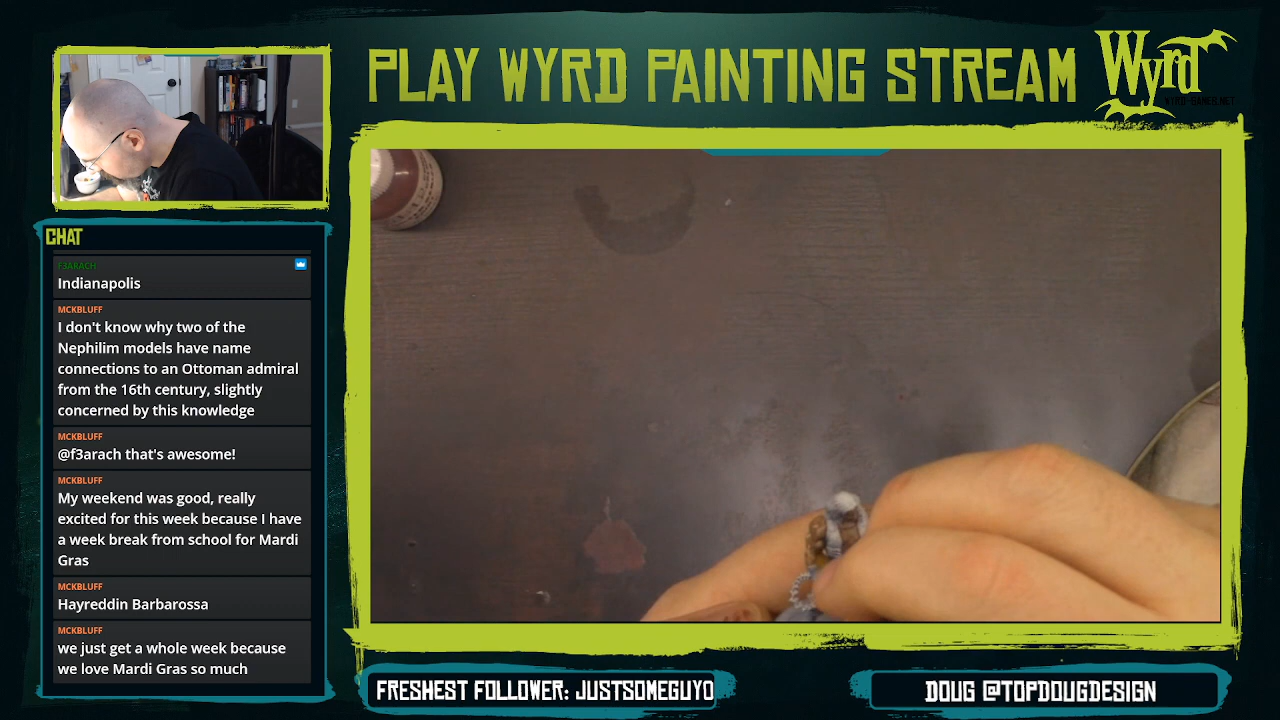 PLAY WYRD PAINTING STREAM
Wyrd
WYRD-GAMES.NET
CHAT
F3ARACH
Indianapolis
MCKBLUFF
I don't know why two of the
Nephilim models have name
connections to an Ottoman admiral
from the 16th century, slightly
concerned by this knowledge
MCKBLUFF
@f3arach that's awesome!
MCKBLUFF
My weekend was good, really
excited for this week because I have
a week break from school for Mardi
Gras
MCKBLUFF
Hayreddin Barbarossa
MCKBLUFF
we just get a whole week because
we love Mardi Gras so much
FRESHEST FOLLOWER: JUSTSOMEGUYO
DOUG @TOPDOUGDESIGN